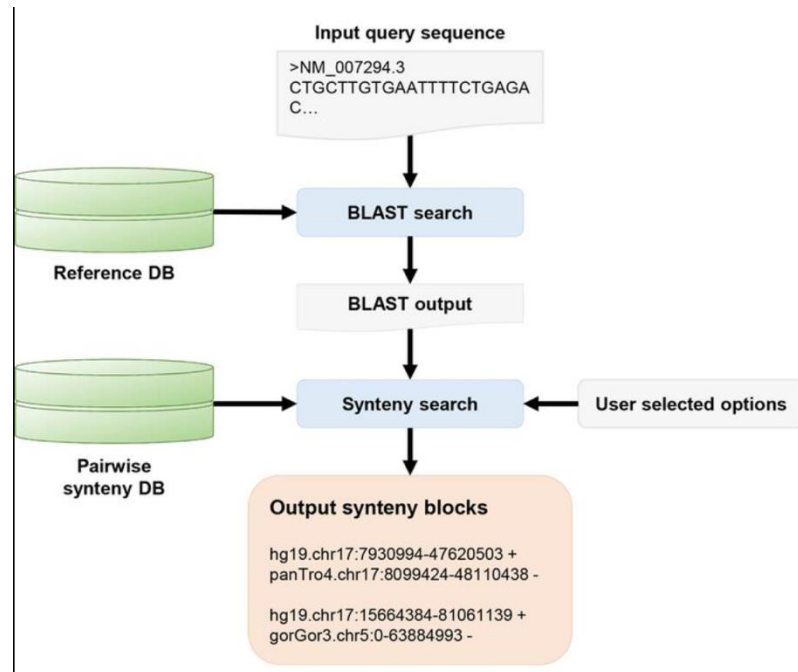 Input query sequence
>NM_007294.3
CTGCTTGTGAATTTTCTGAGA
C...
BLAST search
Reference DB
BLAST output
Synteny search
User selected options
Pairwise
synteny DB
Output synteny blocks
hg19.chr17:7930994-47620503 +
panTro4.chr17:8099424-48110438 -
hg19.chr17:15664384-81061139 +
gorGor3.chr5:0-63884993 -